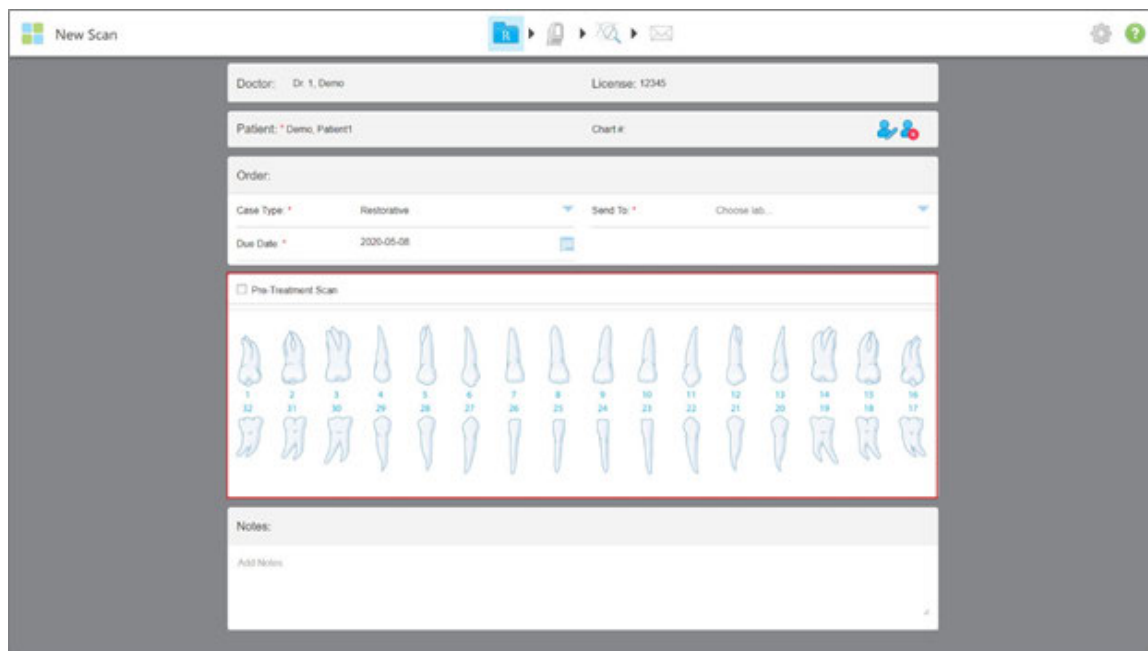 New Scan
R
?
Doctor: Dr. 1, Demo License: 12345
Patient: * Demo, Patient1 Chart #:
Order:
Case Type: * Restorative Send To: * Choose lab...
Due Date: * 2020-05-08
Pre-Treatment Scan
1 2 3 4 5 6 7 8 9 10 11 12 13 14 15 16
32 31 30 29 28 27 26 25 24 23 22 21 20 19 18 17
Notes:
Add Notes